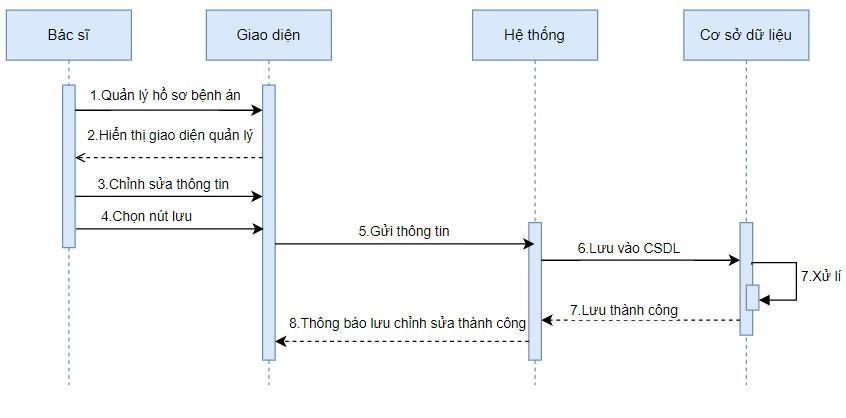 Bác sĩ
Giao diện
Hệ thống
Cơ sở dữ liệu
1.Quản lý hồ sơ bệnh án
2.Hiển thị giao diện quản lý
3.Chỉnh sửa thông tin
4.Chọn nút lưu
5.Gửi thông tin
6.Lưu vào CSDL
7.Xử lí
7.Lưu thành công
8.Thông báo lưu chỉnh sửa thành công